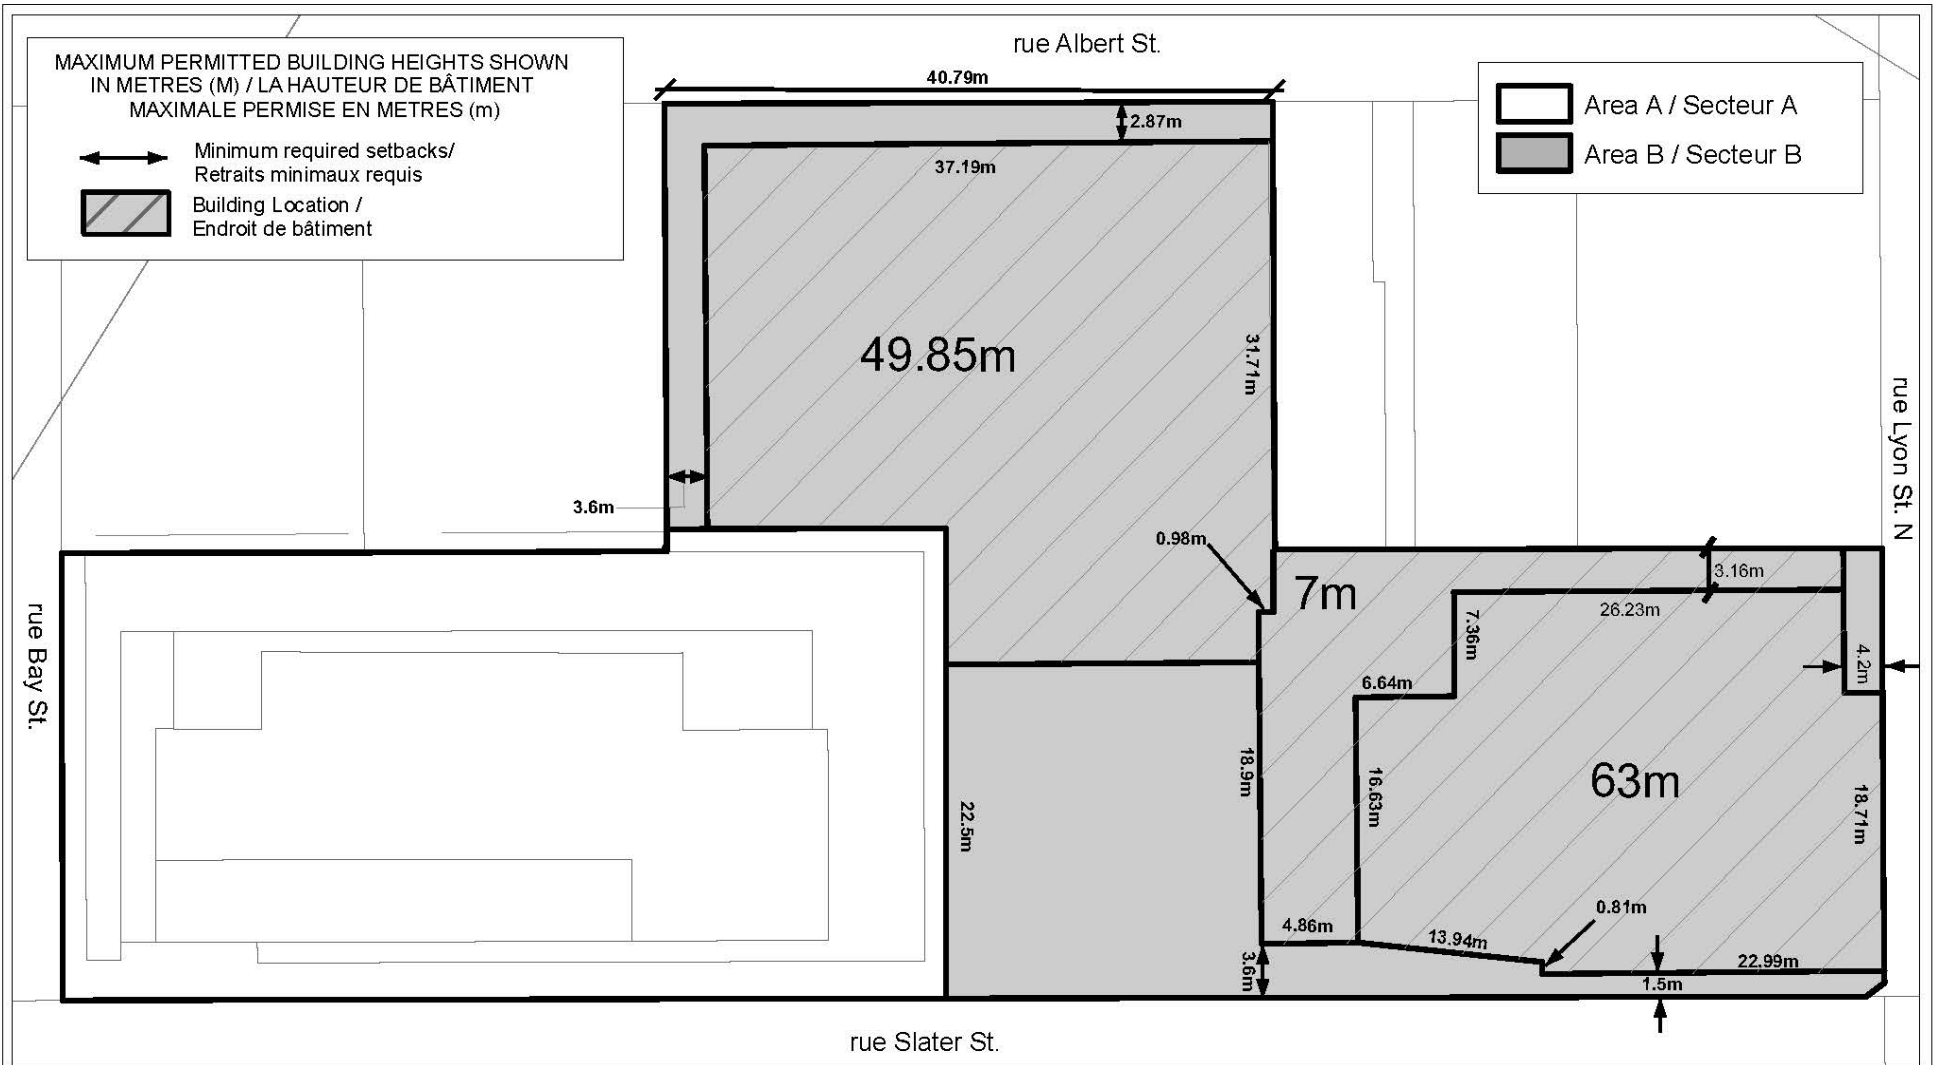 rue Albert St.
MAXIMUM PERMITTED BUILDING HEIGHTS SHOWN
IN METRES (M) / LA HAUTEUR DE BÂTIMENT
MAXIMALE PERMISE EN METRES (m)
Minimum required setbacks/
Retraits minimaux requis
Building Location /
Endroit de bâtiment
Area A / Secteur A
Area B / Secteur B
40.79m
2.87m
37.19m
49.85m
31.71m
3.6m
0.98m
7m
3.16m
26.23m
7.36m
6.64m
4.2m
63m
18.9m
16.63m
18.71m
22.5m
0.81m
4.86m
13.94m
22.99m
3.6m
1.5m
rue Lyon St. N
rue Bay St.
rue Slater St.